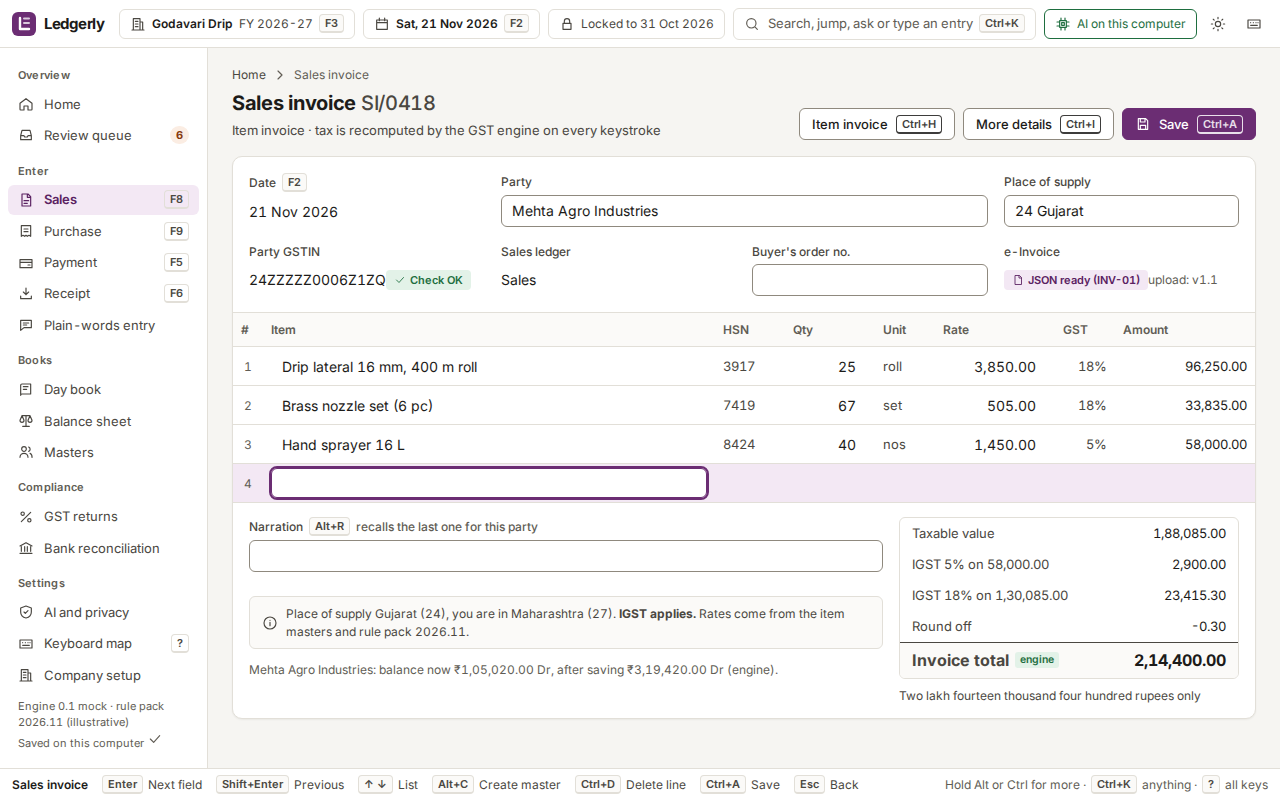 Ledgerly
Godavari Drip FY 2026-27 F3
Sat, 21 Nov 2026 F2
Locked to 31 Oct 2026
Search, jump, ask or type an entry Ctrl+K
AI on this computer
Overview
Home
Review queue 6
Enter
Sales F8
Purchase F9
Payment F5
Receipt F6
Plain-words entry
Books
Day book
Balance sheet
Masters
Compliance
GST returns
Bank reconciliation
Settings
AI and privacy
Keyboard map ?
Company setup
Engine 0.1 mock · rule pack
2026.11 (illustrative)
Saved on this computer
Home > Sales invoice
Sales invoice SI/0418
Item invoice · tax is recomputed by the GST engine on every keystroke
Item invoice Ctrl+H
More details Ctrl+I
Save Ctrl+A
Date F2
21 Nov 2026
Party
Mehta Agro Industries
Place of supply
24 Gujarat
Party GSTIN
24ZZZZZ0006Z1ZQ Check OK
Sales ledger
Sales
Buyer's order no.
e-Invoice
JSON ready (INV-01) upload: v1.1
# Item HSN Qty Unit Rate GST Amount
1 Drip lateral 16 mm, 400 m roll 3917 25 roll 3,850.00 18% 96,250.00
2 Brass nozzle set (6 pc) 7419 67 set 505.00 18% 33,835.00
3 Hand sprayer 16 L 8424 40 nos 1,450.00 5% 58,000.00
4
Narration Alt+R recalls the last one for this party
Place of supply Gujarat (24), you are in Maharashtra (27). IGST applies. Rates come from the item
masters and rule pack 2026.11.
Mehta Agro Industries: balance now ₹1,05,020.00 Dr, after saving ₹3,19,420.00 Dr (engine).
Taxable value 1,88,085.00
IGST 5% on 58,000.00 2,900.00
IGST 18% on 1,30,085.00 23,415.30
Round off -0.30
Invoice total engine 2,14,400.00
Two lakh fourteen thousand four hundred rupees only
Sales invoice Enter Next field Shift+Enter Previous ↑ ↓ List Alt+C Create master Ctrl+D Delete line Ctrl+A Save Esc Back
Hold Alt or Ctrl for more · Ctrl+K anything · ? all keys